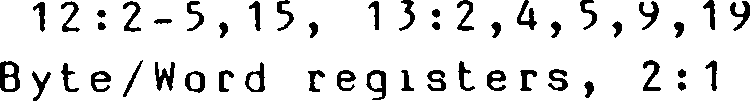 12:2-5,15, 13:2,4,5,9,19
Byte/Word registers, 2:1